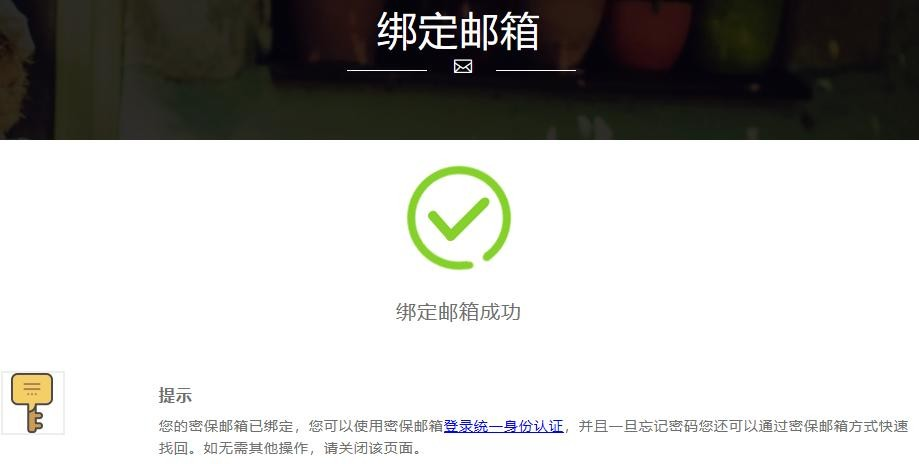 绑定邮箱
绑定邮箱成功
提示
您的密保邮箱已绑定，您可以使用密保邮箱登录统一身份认证，并且一旦忘记密码您还可以通过密保邮箱方式快速
找回。如无需其他操作，请关闭该页面。